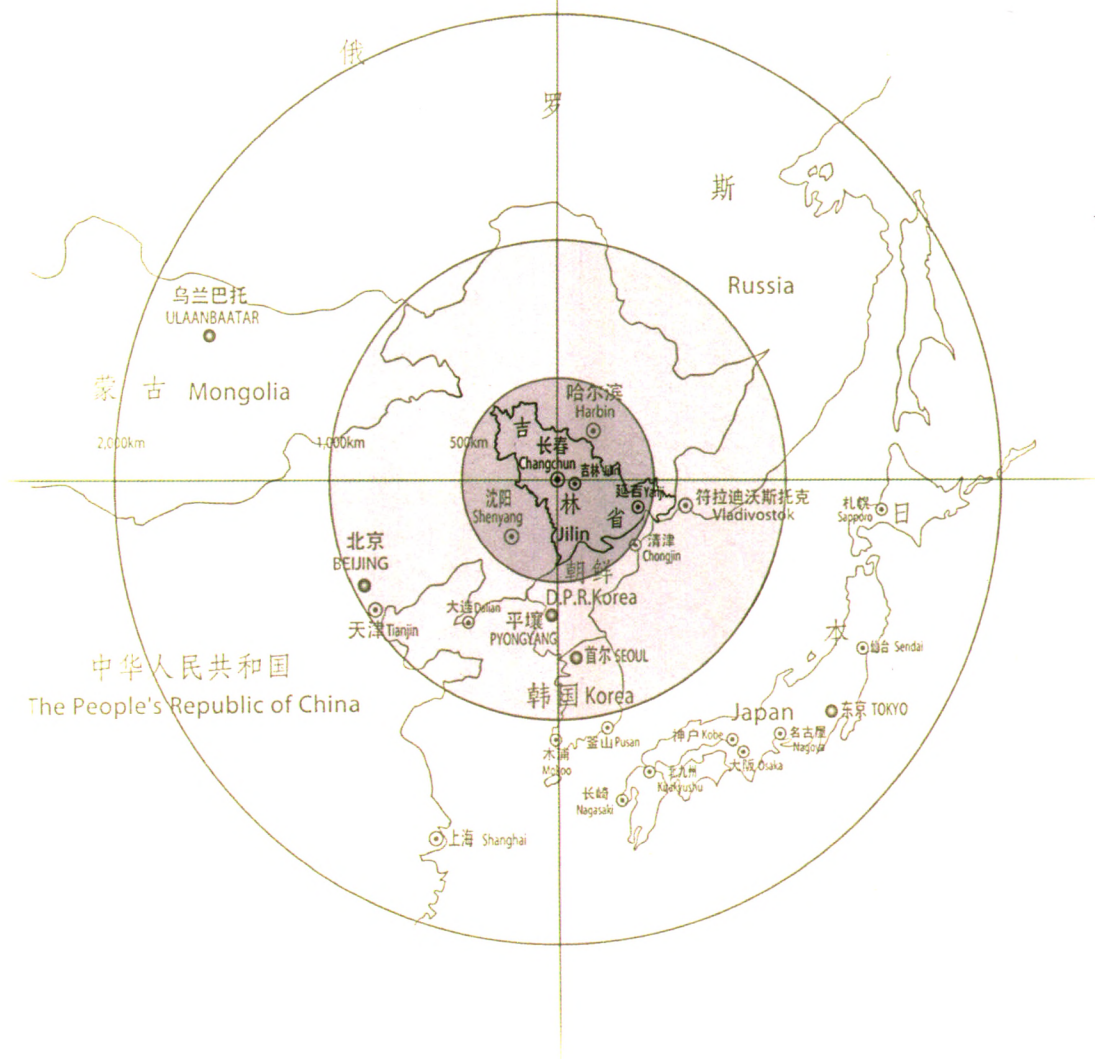 俄
罗
斯
Russia
乌兰巴托
ULAANBAATAR
蒙 古 Mongolia
2,000km
1,000km
500km
哈尔滨
Harbin
吉
长春
Changchun
吉林 Jilin
延吉 Yanji
沈阳
Shenyang
林
省
Jilin
符拉迪沃斯托克
Vladivostok
札幌
Sapporo
日
清津
Chongjin
北京
BEIJING
朝鲜
D.P.R.Korea
天津 Tianjin
大连 Dalian
平壤
PYONGYANG
首尔 SEOUL
本
仙台 Sendai
中华人民共和国
The People's Republic of China
韩国 Korea
Japan
东京 TOKYO
神户 Kobe
名古屋
Nagoya
木浦
釜山 Pusan
大阪 Osaka
北九州
Kitakyushu
长崎
Nagasaki
上海 Shanghai